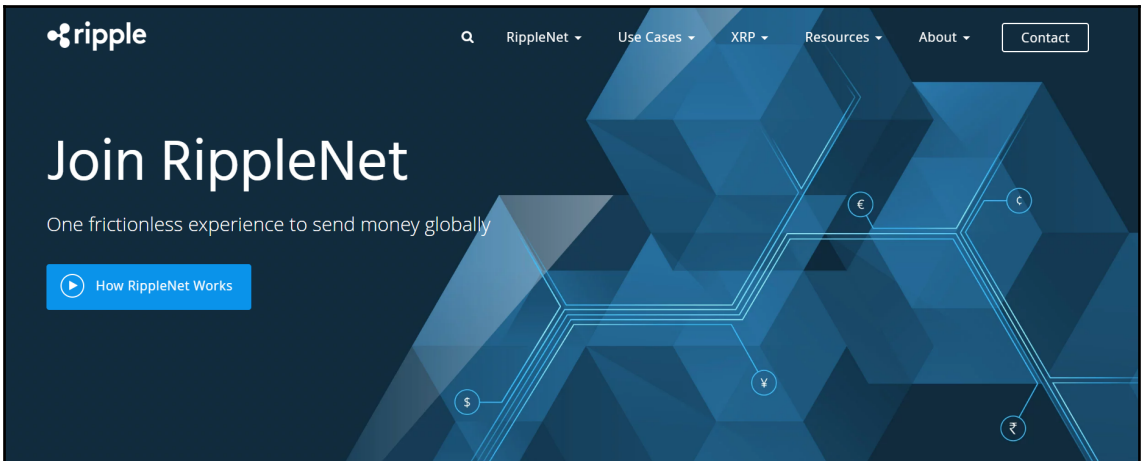 ripple
RippleNet
Use Cases
XRP
Resources
About
Contact
Join RippleNet
One frictionless experience to send money globally
How RippleNet Works
€
¢
¥
$
₹